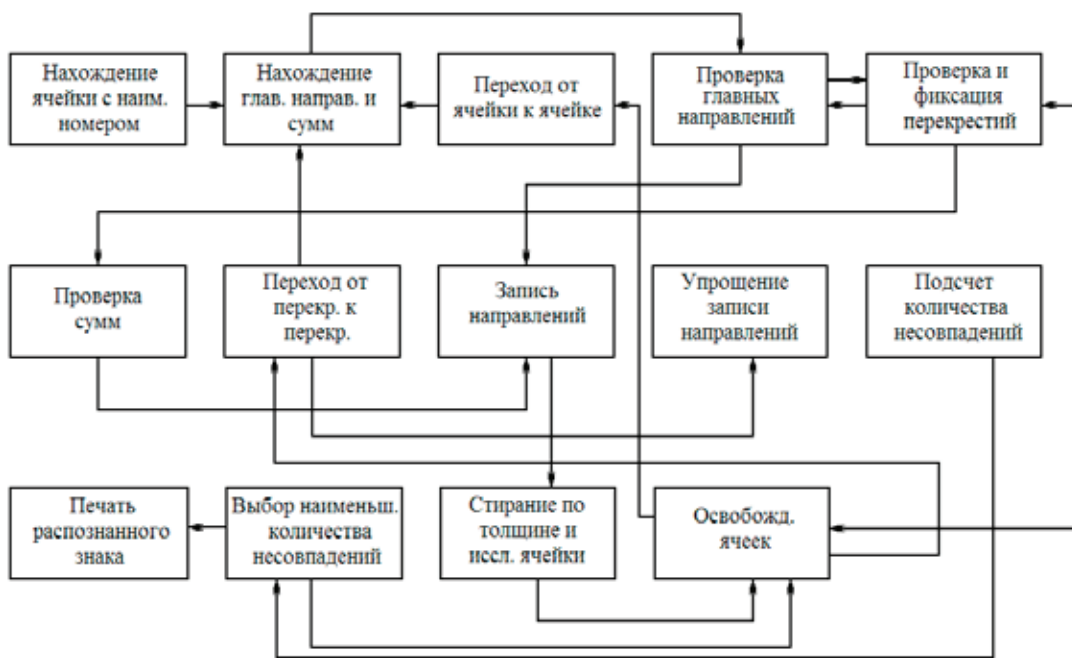 Нахождение
ячейки с наим.
номером
Нахождение
глав. направ. и
сумм
Переход от
ячейки к ячейке
Проверка
главных
направлений
Проверка и
фиксация
перекрестий
Проверка
сумм
Переход от
перекр. к
перекр.
Запись
направлений
Упрощение
записи
направлений
Подсчет
количества
несовпадений
Печать
распознанного
знака
Выбор наименьш.
количества
несовпадений
Стирание по
толщине и
иссл. ячейки
Освобожд.
ячеек